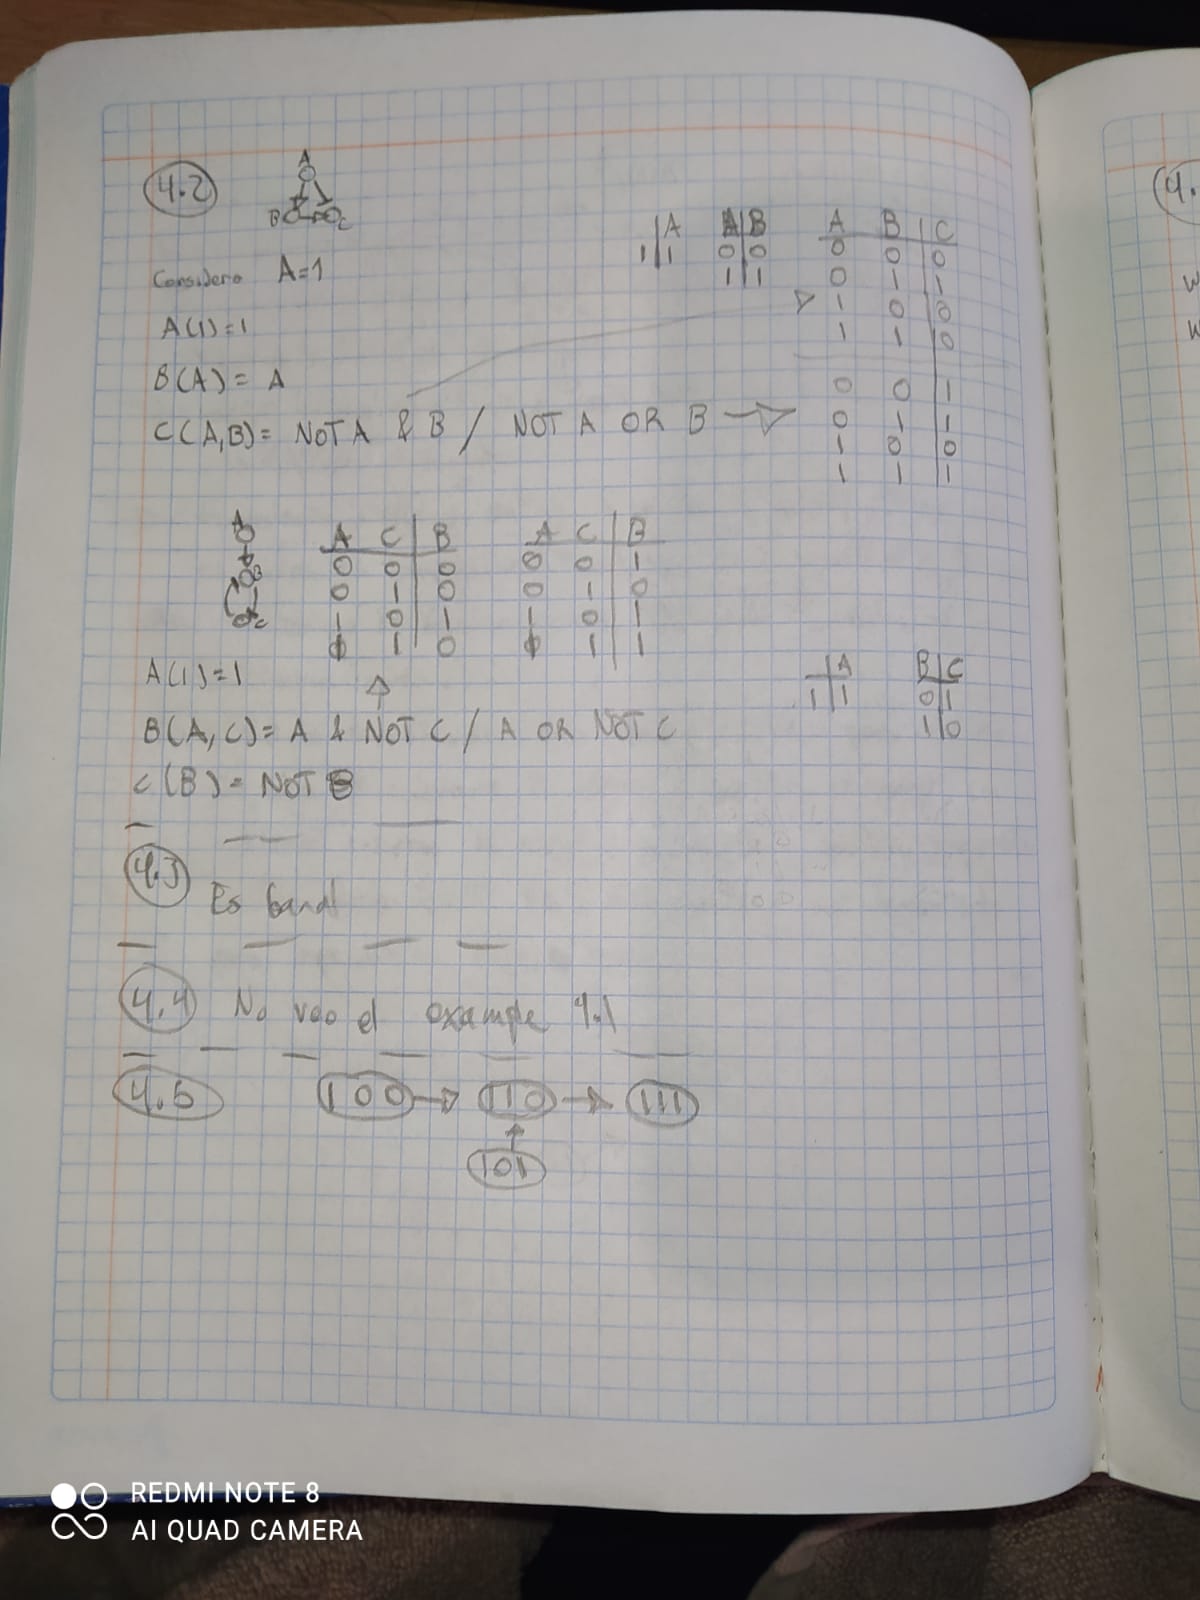 4.2
A
B C
Considero A=1
A(1)=1
B(A)= A
C(A,B)= NOT A & B / NOT A OR B
A
1 1
A B
0 0
1 1
A B C
0 0 0
0 1 1
1 0 0
1 1 0
0 0 1
0 1 1
1 0 0
1 1 1
A
B
C
A C B
0 0 0
0 1 0
1 0 1
1 1 0
A C B
0 0 1
0 1 0
1 0 1
1 1 1
A(1)=1
B(A,C)= A & NOT C / A OR NOT C
C(B)= NOT B
A
1 1
B C
0 1
1 0
4.3
Es banal
4.4 No veo el example 4.1
4.5 100 110 111
101
(4.
w
w
REDMI NOTE 8
AI QUAD CAMERA